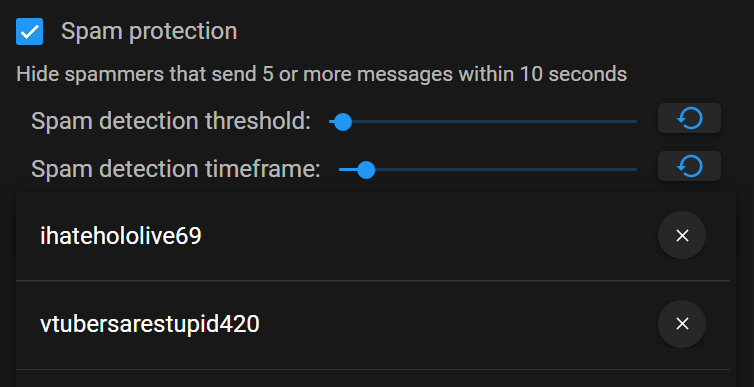 Spam protection
Hide spammers that send 5 or more messages within 10 seconds
Spam detection threshold:
Spam detection timeframe:
ihatehololive69
vtubersarestupid420